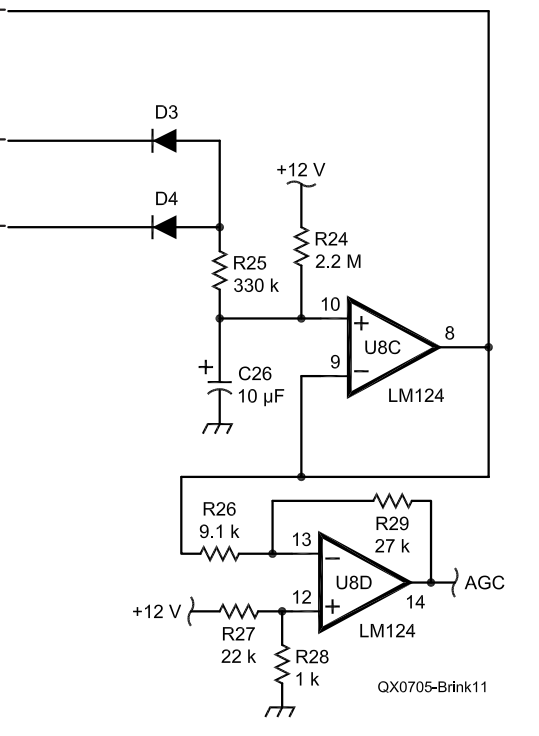 D3
D4
+12 V
R24
2.2 M
R25
330 k
10
+
8
U8C
9
−
LM124
+
C26
10 µF
R26
9.1 k
R29
27 k
13
−
U8D
AGC
12
+
14
+12 V
LM124
R27
22 k
R28
1 k
QX0705-Brink11